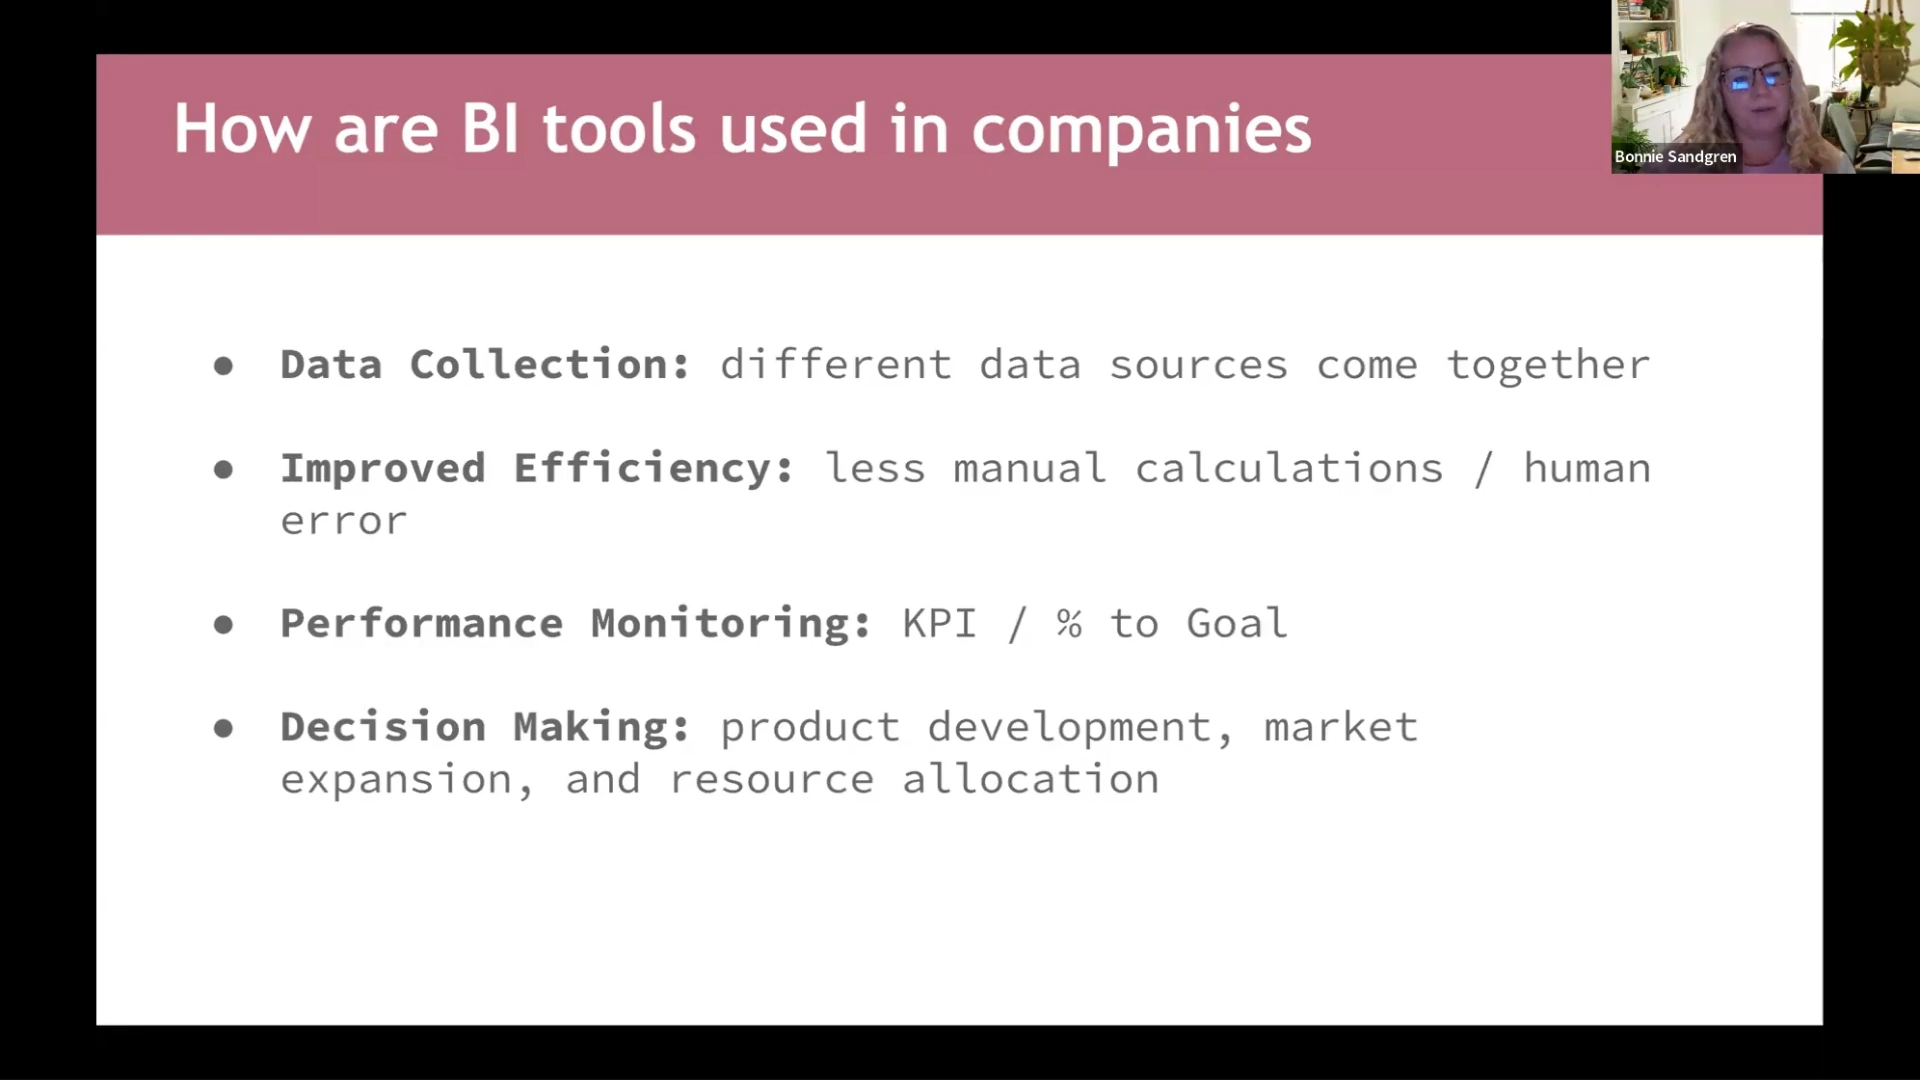 How are BI tools used in companies
Bonnie Sandgren
● Data Collection: different data sources come together
● Improved Efficiency: less manual calculations / human
error
● Performance Monitoring: KPI / % to Goal
● Decision Making: product development, market
expansion, and resource allocation